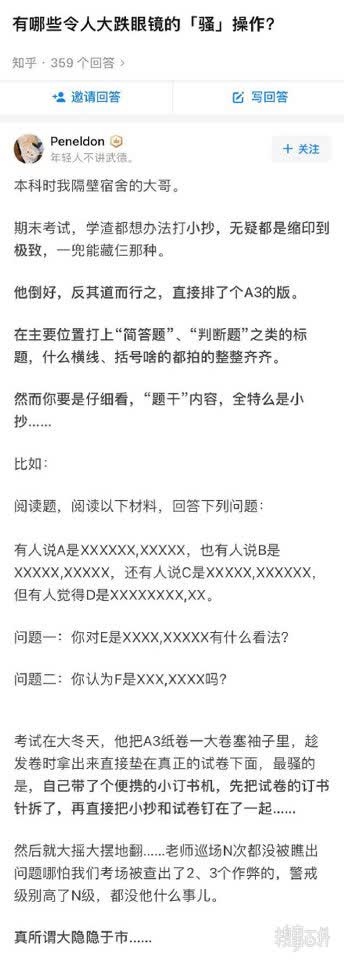 有哪些令人大跌眼镜的「骚」操作?
知乎 · 359 个回答 >
邀请回答
写回答
Peneldon
年轻人不讲武德。
+ 关注
本科时我隔壁宿舍的大哥。
期末考试，学渣都想办法打小抄，无疑都是缩印到
极致，一兜能藏仨那种。
他倒好，反其道而行之，直接排了个A3的版。
在主要位置打上“简答题”、“判断题”之类的标
题，什么横线、括号啥的都拍的整整齐齐。
然而你要是仔细看，“题干”内容，全特么是小
抄……
比如：
阅读题，阅读以下材料，回答下列问题：
有人说A是XXXXXX,XXXXX，也有人说B是
XXXXX,XXXXX，还有人说C是XXXXX,XXXXXX，
但有人觉得D是XXXXXXXX,XX。
问题一：你对E是XXXX,XXXXX有什么看法?
问题二：你认为F是XXX,XXXX吗?
考试在大冬天，他把A3纸卷一大卷塞袖子里，趁
发卷时拿出来直接垫在真正的试卷下面，最骚的
是，自己带了个便携的小订书机，先把试卷的订书
针拆了，再直接把小抄和试卷钉在了一起……
然后就大摇大摆地翻……老师巡场N次都没被瞧出
问题哪怕我们考场被查出了2、3个作弊的，警戒
级别高了N级，都没他什么事儿。
真所谓大隐隐于市……